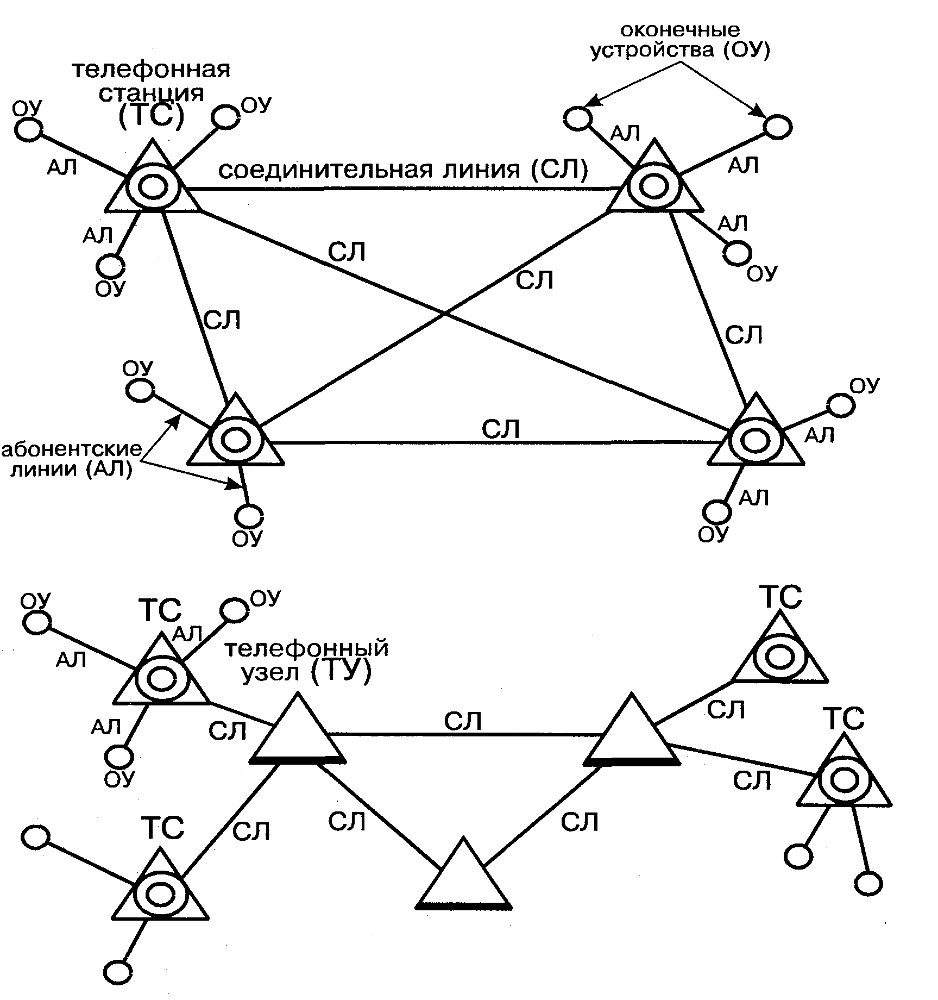 оконечные
устройства (ОУ)
телефонная
станция
(ТС)
ОУ
ОУ
АЛ
АЛ
АЛ
соединительная линия (СЛ)
АЛ
АЛ
ОУ
СЛ
СЛ
ОУ
СЛ
СЛ
ОУ
ОУ
СЛ
АЛ
абонентские
линии (АЛ)
АЛ
ОУ
ОУ
ТС
ОУ
ТС
ОУ
АЛ
телефонный
узел (ТУ)
АЛ
СЛ
ТС
СЛ
АЛ
СЛ
ОУ
СЛ
СЛ
СЛ
ТС
СЛ